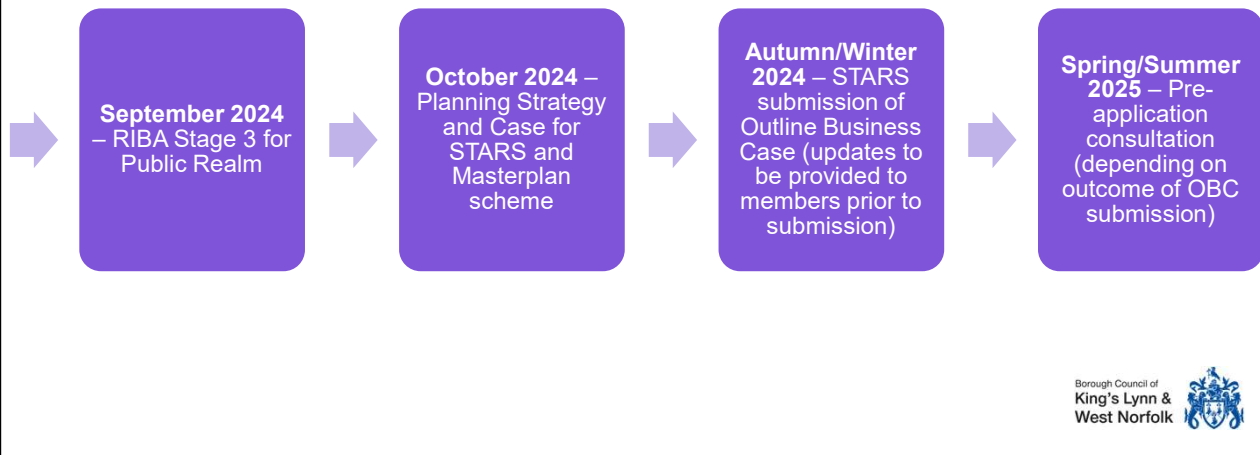 September 2024
– RIBA Stage 3 for
Public Realm
October 2024 –
Planning Strategy
and Case for
STARS and
Masterplan
scheme
Autumn/Winter
2024 – STARS
submission of
Outline Business
Case (updates to
be provided to
members prior to
submission)
Spring/Summer
2025 – Pre-
application
consultation
(depending on
outcome of OBC
submission)
Borough Council of
King's Lynn &
West Norfolk